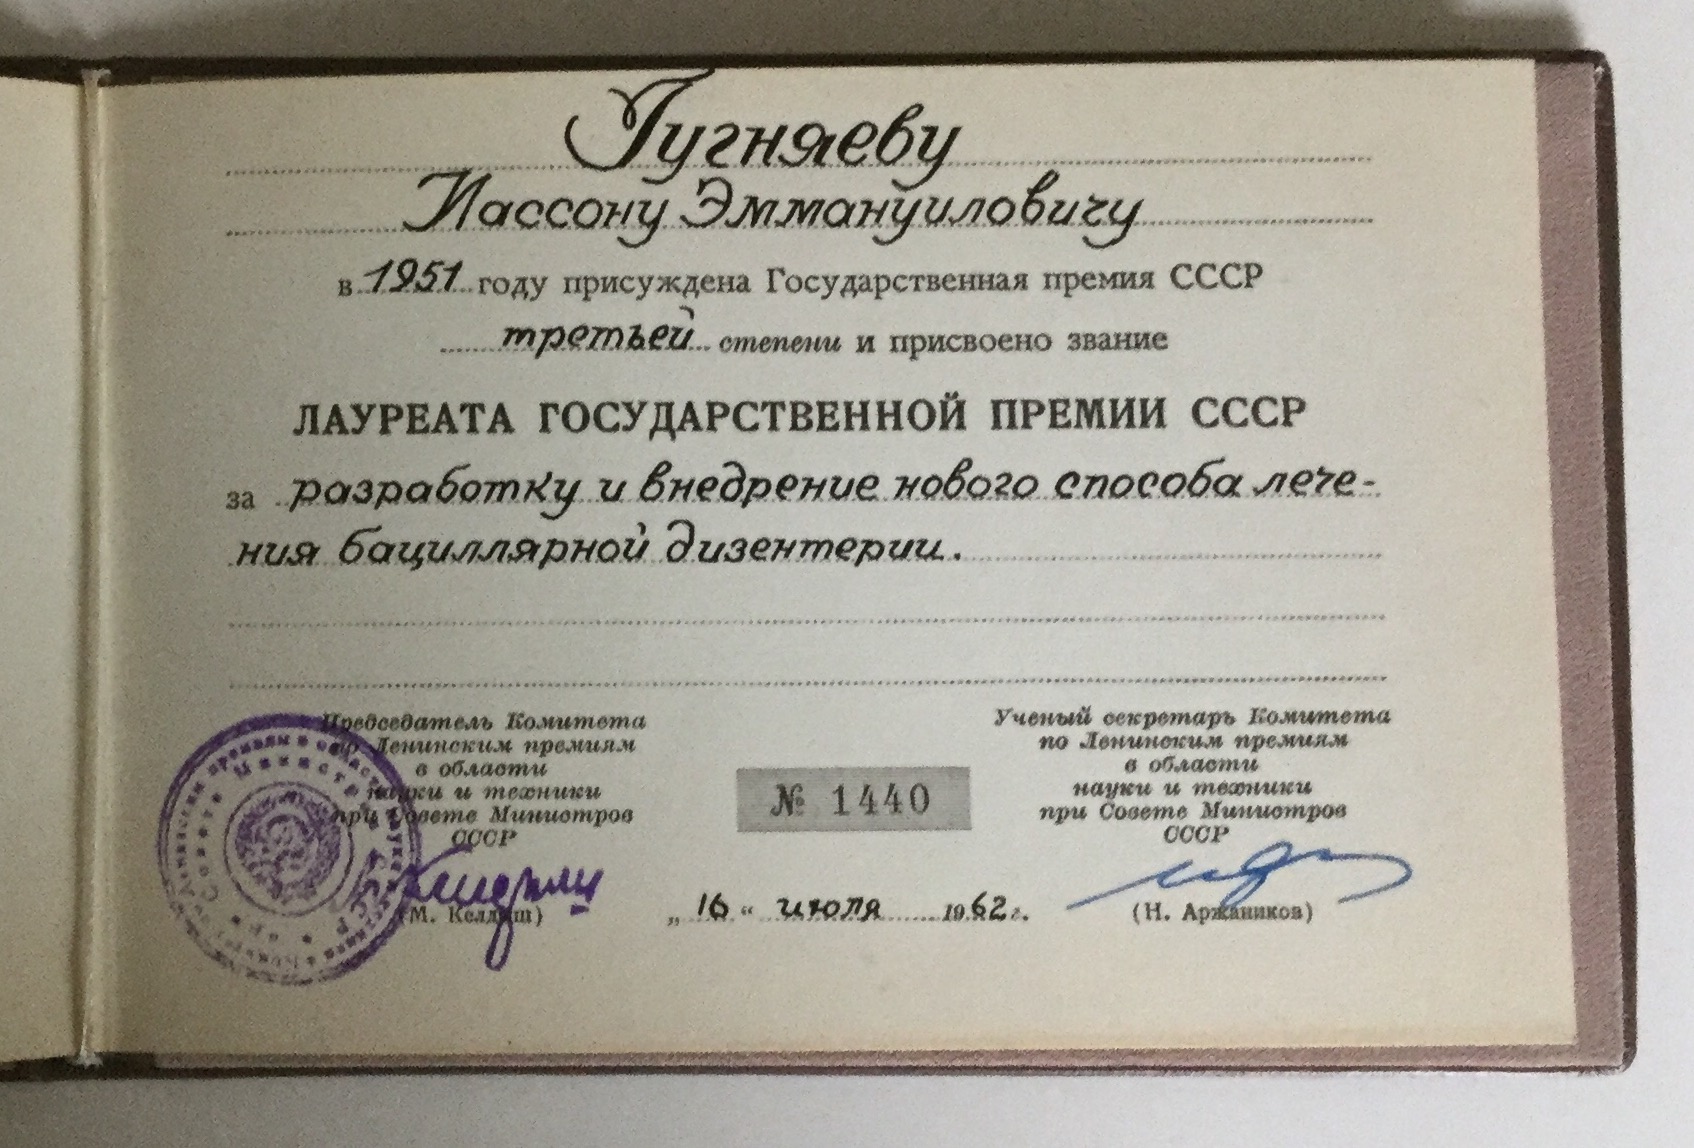 Гугняеву
Иассону Эммануиловичу
в 1951 году присуждена Государственная премия СССР
третьей степени и присвоено звание
ЛАУРЕАТА ГОСУДАРСТВЕННОЙ ПРЕМИИ СССР
за разработку и внедрение нового способа лече-
ния бациллярной дизентерии.
Председатель Комитета
по Ленинским премиям
в области
науки и техники
при Совете Министров
СССР
(М. Келдыш)
№ 1440
„16“ июля 1962 г.
Ученый секретарь Комитета
по Ленинским премиям
в области
науки и техники
при Совете Министров
СССР
(Н. Аржаников)